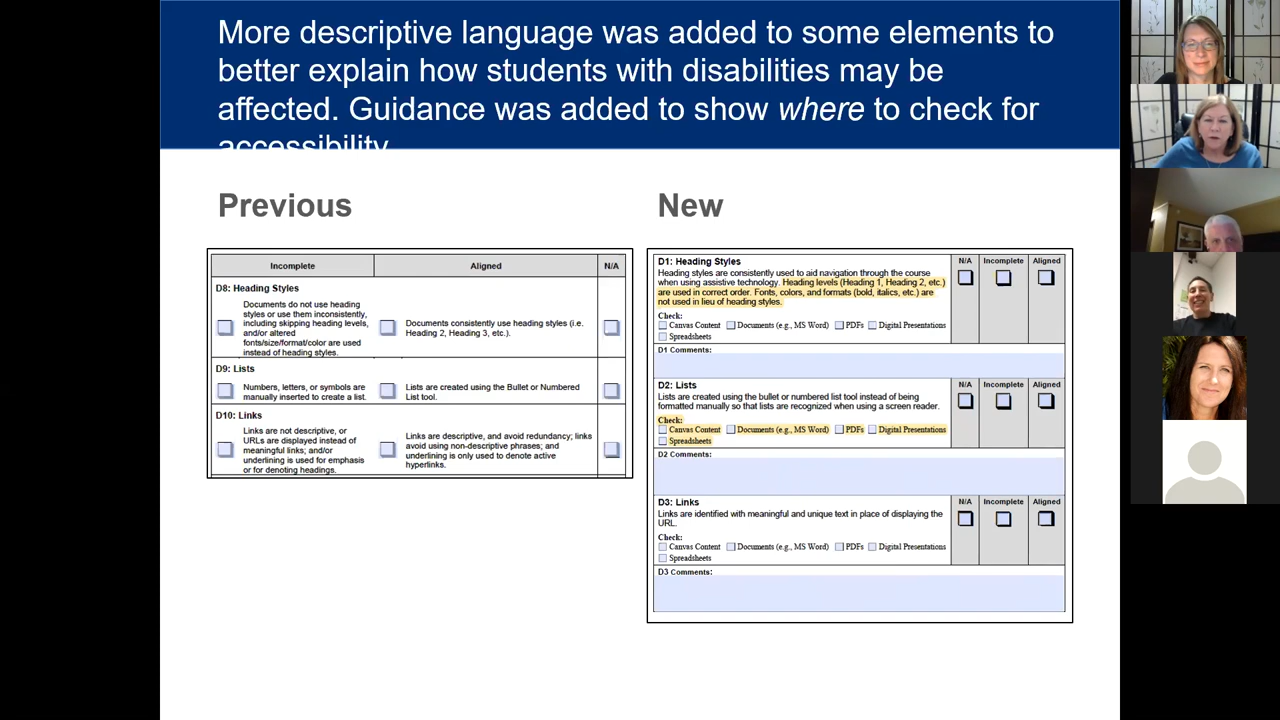 More descriptive language was added to some elements to
better explain how students with disabilities may be
affected. Guidance was added to show where to check for
accessibility.
Previous
New
Incomplete
Aligned
N/A
D8: Heading Styles
Documents do not use heading
styles or use them inconsistently,
including skipping heading levels,
and/or altered
fonts/size/format/color are used
instead of heading styles.
Documents consistently use heading styles (i.e.
Heading 2, Heading 3, etc.).
D9: Lists
Numbers, letters, or symbols are
manually inserted to create a list.
Lists are created using the Bullet or Numbered
List tool.
D10: Links
Links are not descriptive, or
URLs are displayed instead of
meaningful links; and/or
underlining is used for emphasis
or for denoting headings.
Links are descriptive, and avoid redundancy; links
avoid using non-descriptive phrases; and
underlining is only used to denote active
hyperlinks.
D1: Heading Styles
Heading styles are consistently used to aid navigation through the course
when using assistive technology. Heading levels (Heading 1, Heading 2, etc.)
are used in correct order. Fonts, colors, and formats (bold, italics, etc.) are
not used in lieu of heading styles.
Check:
Canvas Content Documents (e.g., MS Word) PDFs Digital Presentations
Spreadsheets
N/A Incomplete Aligned
D1 Comments:
D2: Lists
Lists are created using the bullet or numbered list tool instead of being
formatted manually so that lists are recognized when using a screen reader.
Check:
Canvas Content Documents (e.g., MS Word) PDFs Digital Presentations
Spreadsheets
N/A Incomplete Aligned
D2 Comments:
D3: Links
Links are identified with meaningful and unique text in place of displaying the
URL.
Check:
Canvas Content Documents (e.g., MS Word) PDFs Digital Presentations
Spreadsheets
N/A Incomplete Aligned
D3 Comments: